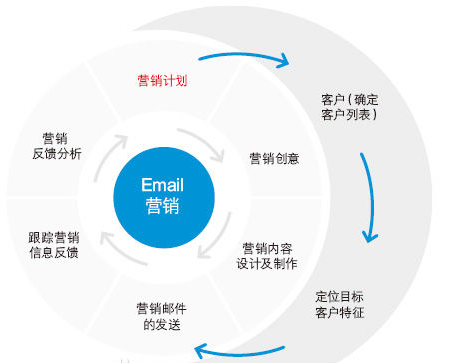 营销计划
客户(确定
客户列表)
营销
反馈分析
营销创意
Email
营销
跟踪营销
信息反馈
营销内容
设计及制作
营销邮件
的发送
定位目标
客户特征